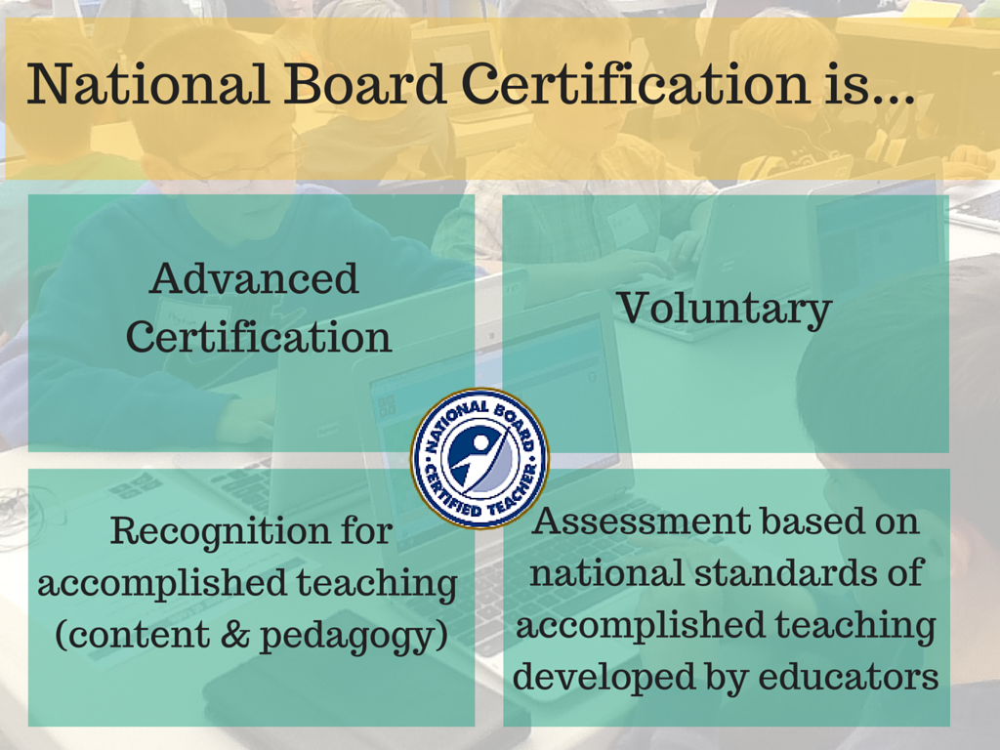 National Board Certification is...
Advanced
Certification
Voluntary
NATIONAL BOARD
CERTIFIED TEACHER
Recognition for
accomplished teaching
(content & pedagogy)
Assessment based on
national standards of
accomplished teaching
developed by educators